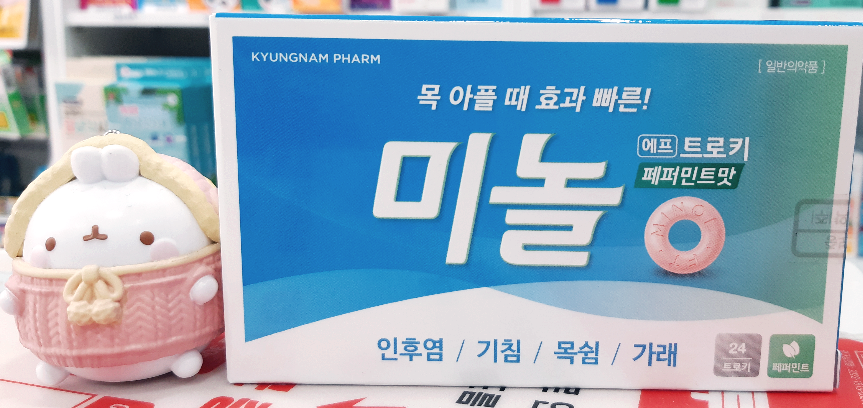 KYUNGNAM PHARM
[ 일반의약품 ]
목 아플 때 효과 빠른!
미놀
에프 트로키
페퍼민트맛
인후염 / 기침 / 목쉼 / 가래
24
트로키
페퍼민트